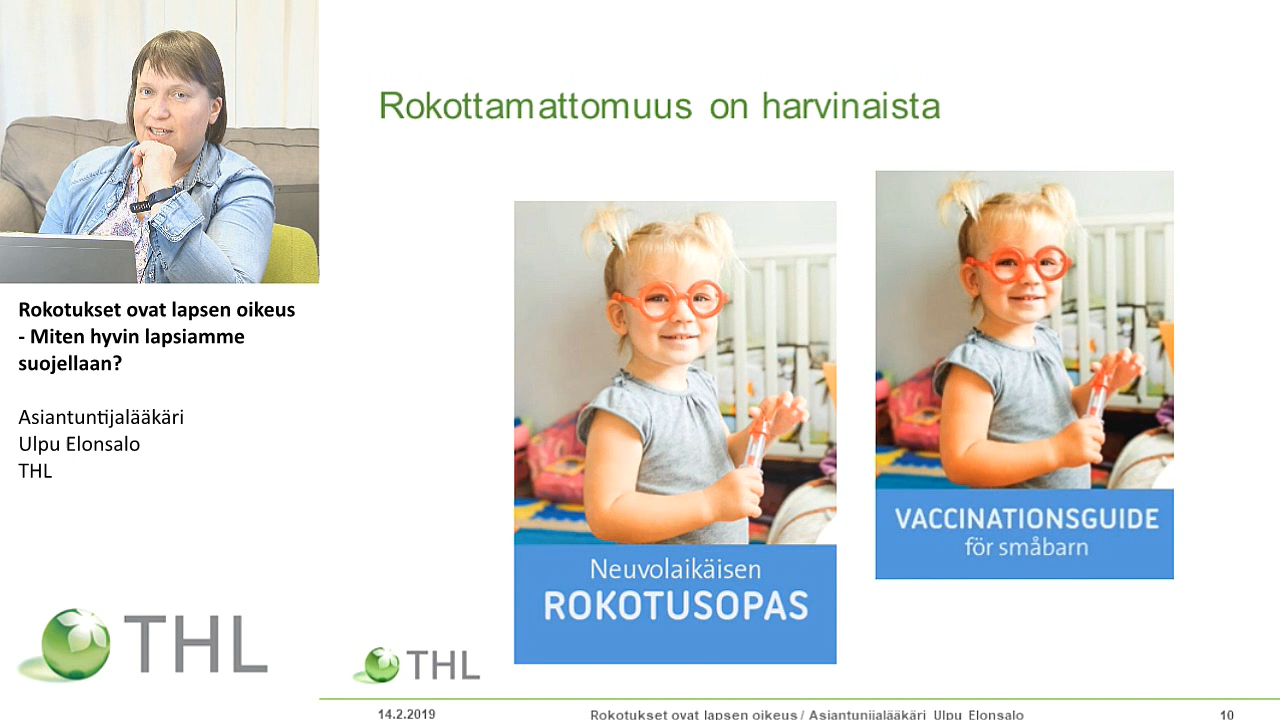 Rokottamattomuus on harvinaista
Rokotukset ovat lapsen oikeus
- Miten hyvin lapsiamme
suojellaan?
Asiantuntijalääkäri
Ulpu Elonsalo
THL
THL
Neuvolaikäisen
ROKOTUSOPAS
VACCINATIONSGUIDE
för småbarn
THL
14.2.2019
Rokotukset ovat lapsen oikeus / Asiantunijalääkäri Ulpu Elonsalo
10